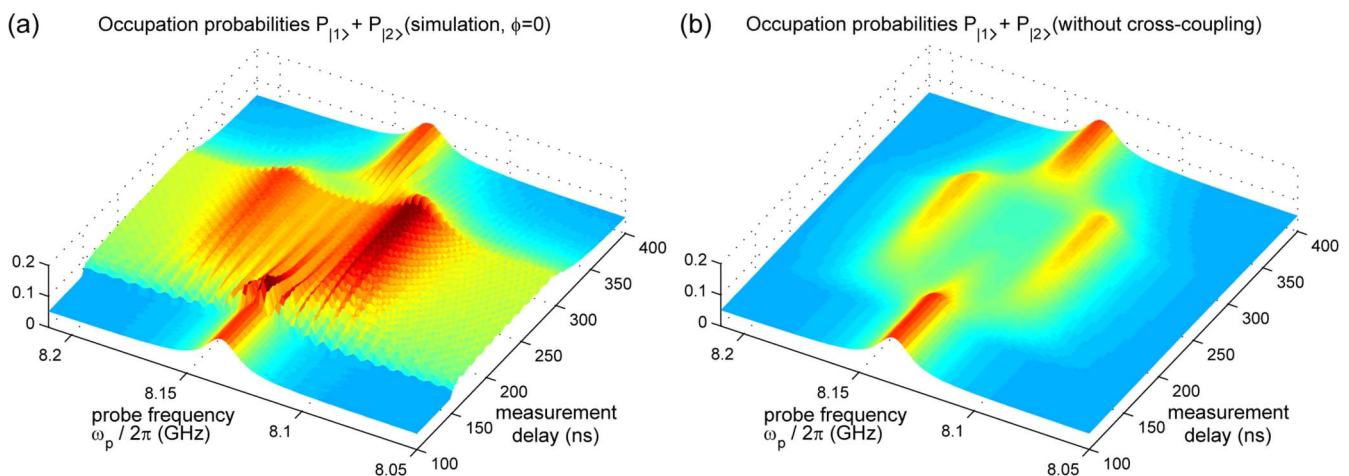 (a) Occupation probabilities P|1> + P|2> (simulation, ϕ=0)
0.2
0.1
0
8.2
8.15
8.1
8.05
probe frequency
ωp / 2π (GHz)
100
150
200
250
300
350
400
measurement
delay (ns)
(b) Occupation probabilities P|1> + P|2> (without cross-coupling)
0.2
0.1
0
8.2
8.15
8.1
8.05
probe frequency
ωp / 2π (GHz)
100
150
200
250
300
350
400
measurement
delay (ns)